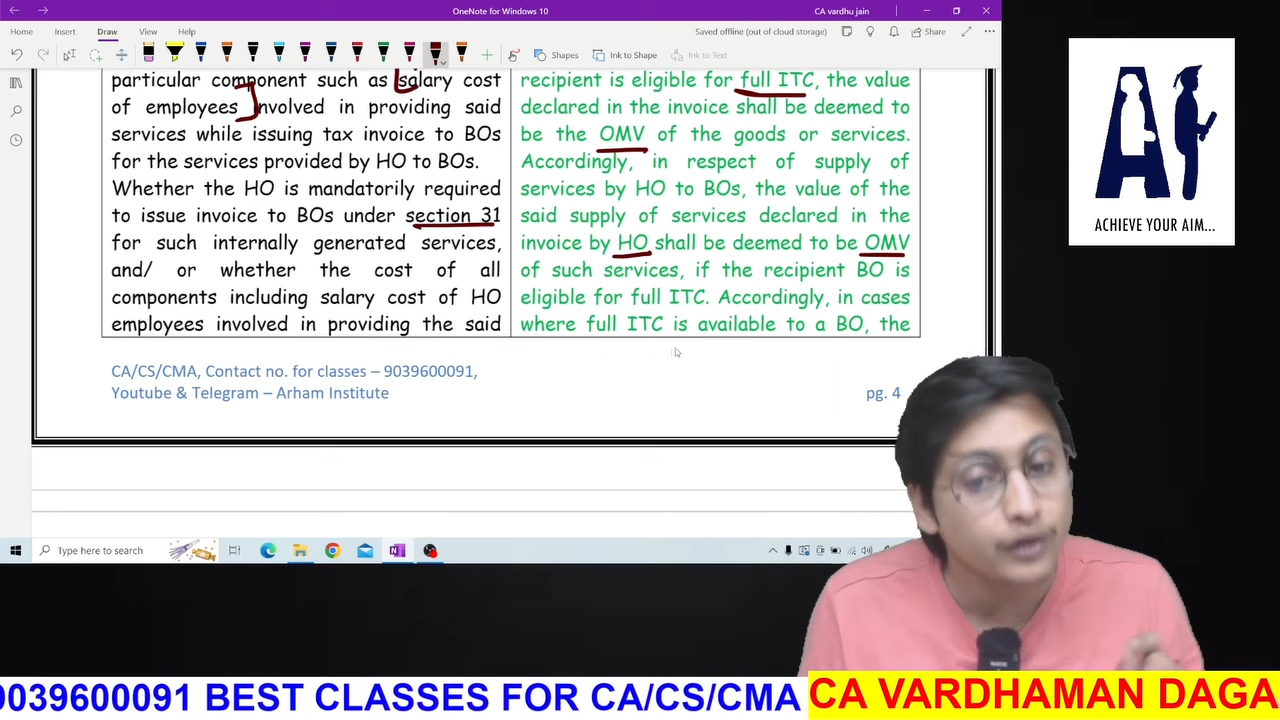 OneNote for Windows 10
CA vardhu jain
Home
Insert
Draw
View
Help
Saved offline (out of cloud storage)
Share
Shapes
Ink to Shape
Ink to Text
particular component such as salary cost
of employees involved in providing said
services while issuing tax invoice to BOs
for the services provided by HO to BOs.
Whether the HO is mandatorily required
to issue invoice to BOs under section 31
for such internally generated services,
and/ or whether the cost of all
components including salary cost of HO
employees involved in providing the said
recipient is eligible for full ITC, the value
declared in the invoice shall be deemed to
be the OMV of the goods or services.
Accordingly, in respect of supply of
services by HO to BOs, the value of the
said supply of services declared in the
invoice by HO shall be deemed to be OMV
of such services, if the recipient BO is
eligible for full ITC. Accordingly, in cases
where full ITC is available to a BO, the
CA/CS/CMA, Contact no. for classes – 9039600091,
Youtube & Telegram – Arham Institute
pg. 4
Type here to search
ACHIEVE YOUR AIM...
9039600091 BEST CLASSES FOR CA/CS/CMA
CA VARDHAMAN DAGA